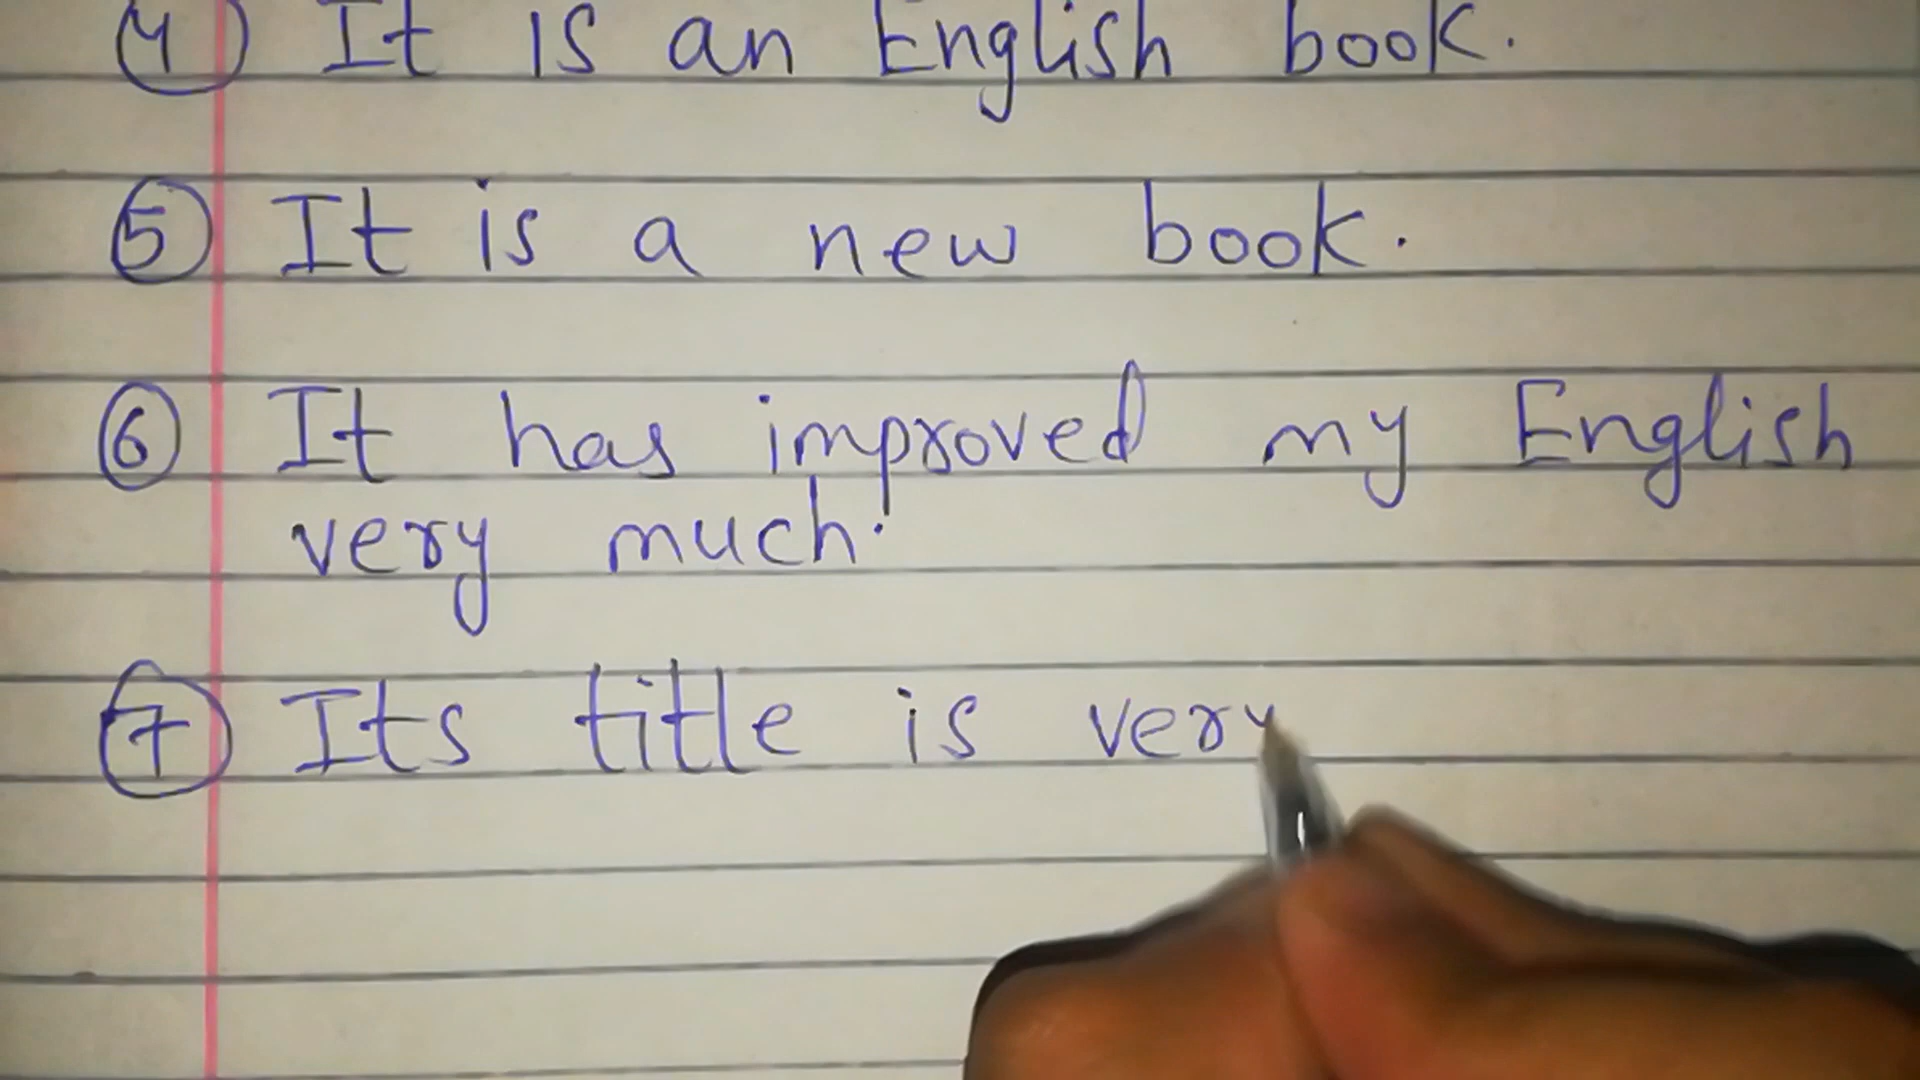 4 It is an English book.
5 It is a new book.
6 It has improved my English
very much.
7 Its title is very